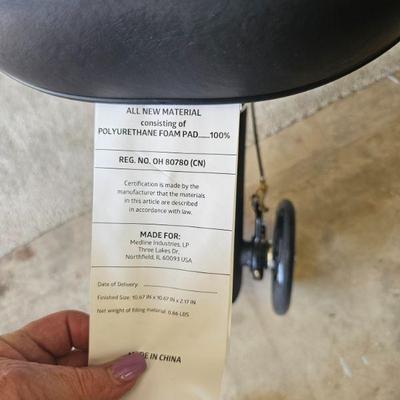 ALL NEW MATERIAL
consisting of
POLYURETHANE FOAM PAD......100%
REG. NO. OH 80780 (CN)
Certification is made by the
manufacturer that the materials
in this article are described
in accordance with law.
MADE FOR:
Medline Industries, LP
Three Lakes Dr,
Northfield, IL 60093 USA
Date of Delivery:
Finished Size: 10.67 IN x 10.67 IN x 2.17 IN
Net weight of filling material: 0.66 LBS
MADE IN CHINA